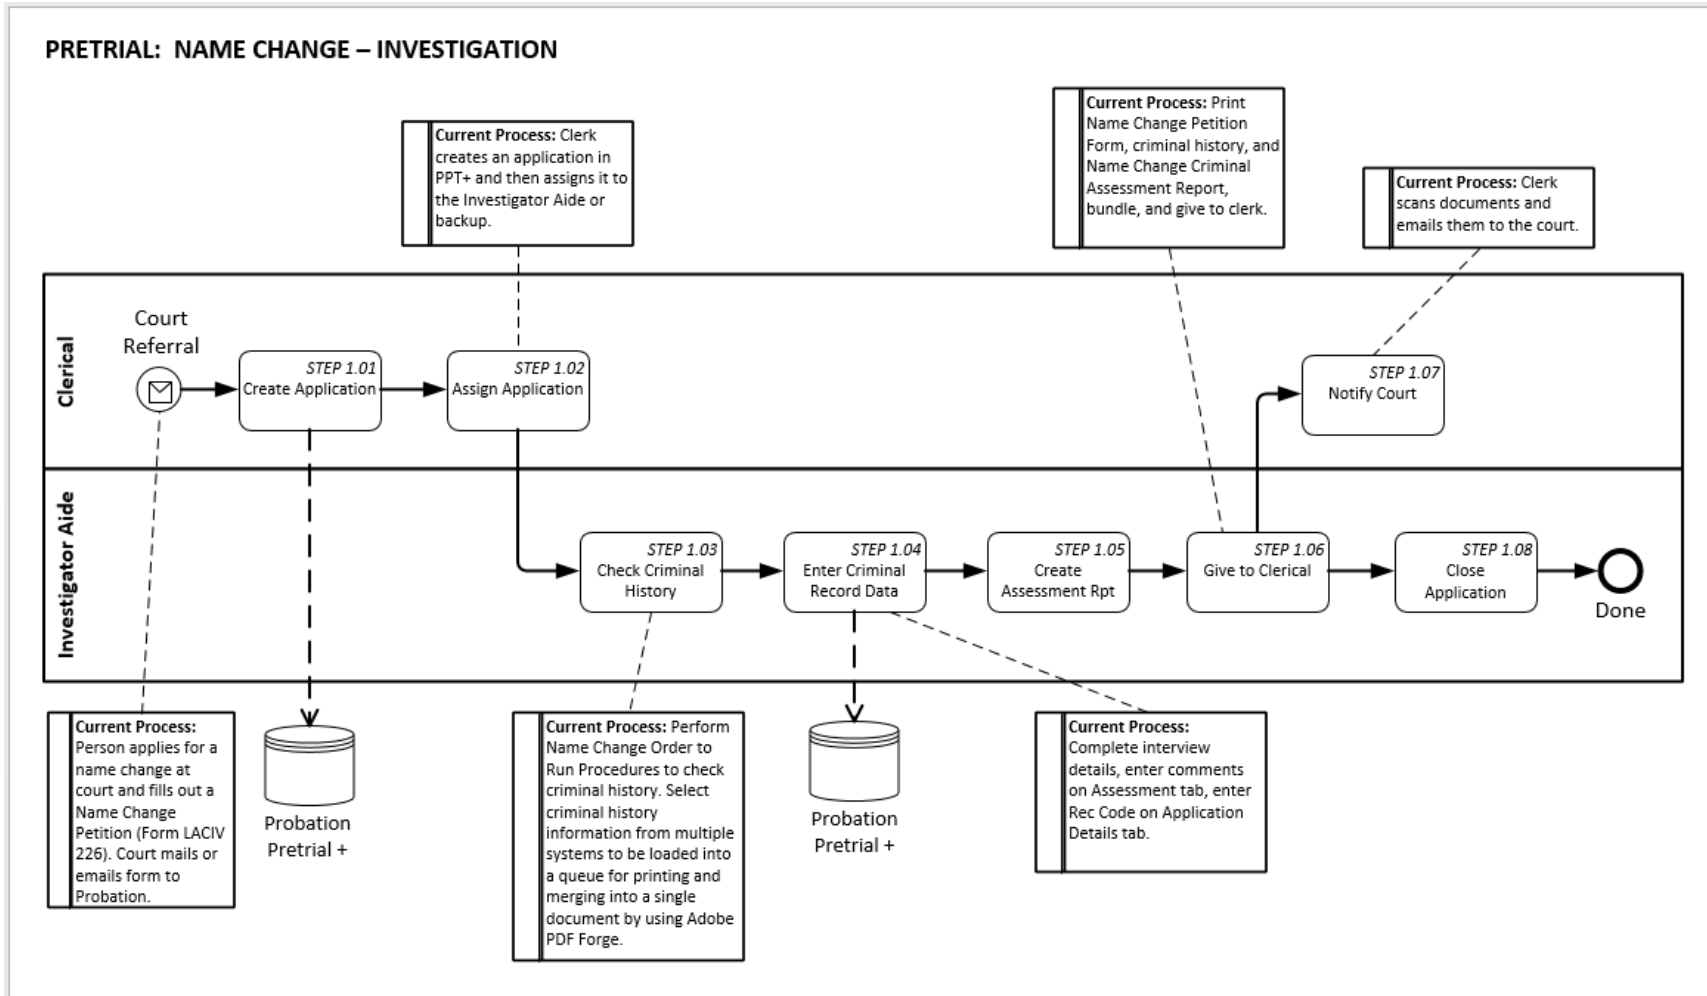 PRETRIAL:  NAME CHANGE – INVESTIGATION
Current Process: Clerk
creates an application in
PPT+ and then assigns it to
the Investigator Aide or
backup.
Current Process: Print
Name Change Petition
Form, criminal history, and
Name Change Criminal
Assessment Report,
bundle, and give to clerk.
Current Process: Clerk
scans documents and
emails them to the court.
Clerical
Court
Referral
STEP 1.01
Create Application
STEP 1.02
Assign Application
STEP 1.07
Notify Court
Investigator Aide
STEP 1.03
Check Criminal
History
STEP 1.04
Enter Criminal
Record Data
STEP 1.05
Create
Assessment Rpt
STEP 1.06
Give to Clerical
STEP 1.08
Close
Application
Done
Current Process:
Person applies for a
name change at
court and fills out a
Name Change
Petition (Form LACIV
226). Court mails or
emails form to
Probation.
Probation
Pretrial +
Current Process: Perform
Name Change Order to
Run Procedures to check
criminal history. Select
criminal history
information from multiple
systems to be loaded into
a queue for printing and
merging into a single
document by using Adobe
PDF Forge.
Probation
Pretrial +
Current Process:
Complete interview
details, enter comments
on Assessment tab, enter
Rec Code on Application
Details tab.